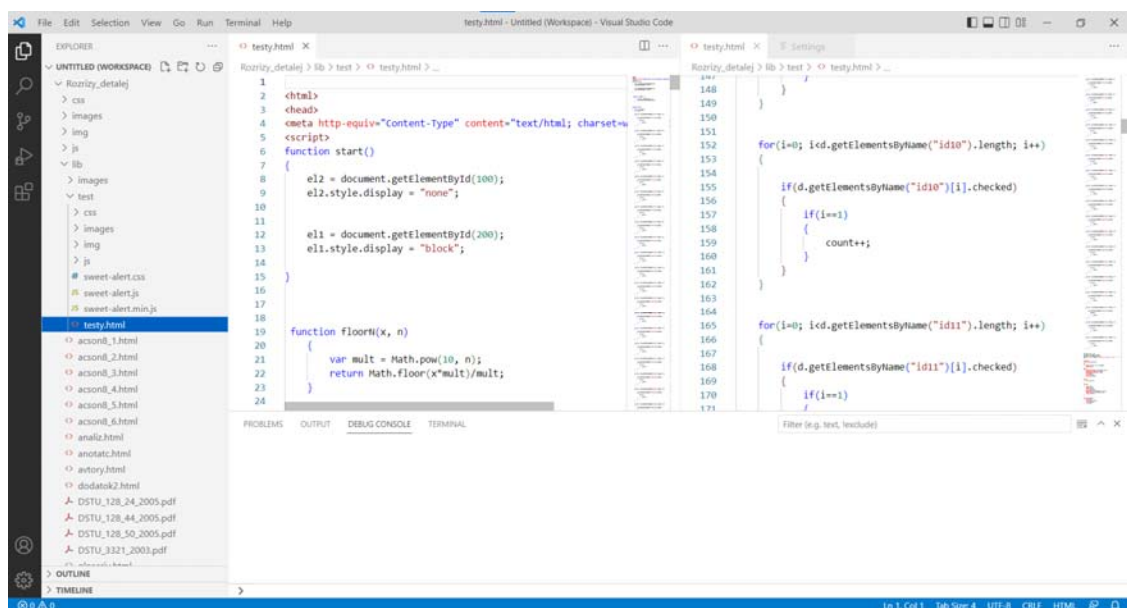 File Edit Selection View Go Run Terminal Help testy.html - Untitled (Workspace) - Visual Studio Code
EXPLORER
UNTITLED (WORKSPACE)
Rozrizy_detalej
css
images
img
js
lib
images
test
css
images
img
js
sweet-alert.css
sweet-alert.js
sweet-alert.min.js
testy.html
acson8_1.html
acson8_2.html
acson8_3.html
acson8_4.html
acson8_5.html
acson8_6.html
analiz.html
anotatc.html
avtory.html
dodatok2.html
DSTU_128_24_2005.pdf
DSTU_128_44_2005.pdf
DSTU_128_50_2005.pdf
DSTU_3321_2003.pdf
OUTLINE
TIMELINE
testy.html
Rozrizy_detalej > lib > test > testy.html > ...
1
2 <html>
3 <head>
4 <meta http-equiv="Content-Type" content="text/html; charset=w
5 <script>
6 function start()
7 {
8 el2 = document.getElementById(100);
9 el2.style.display = "none";
10
11
12 el1 = document.getElementById(200);
13 el1.style.display = "block";
14
15 }
16
17
18
19 function floorN(x, n)
20 {
21 var mult = Math.pow(10, n);
22 return Math.floor(x*mult)/mult;
23 }
24
testy.html Settings
Rozrizy_detalej > lib > test > testy.html > ...
147 }
148 }
149 }
150
151
152 for(i=0; i<d.getElementsByName("id10").length; i++)
153 {
154
155 if(d.getElementsByName("id10")[i].checked)
156 {
157 if(i==1)
158 {
159 count++;
160 }
161 }
162 }
163
164
165 for(i=0; i<d.getElementsByName("id11").length; i++)
166 {
167
168 if(d.getElementsByName("id11")[i].checked)
169 {
170 if(i==1)
171 {
PROBLEMS OUTPUT DEBUG CONSOLE TERMINAL Filter (e.g. text, !exclude)
0 0 Ln 1, Col 1 Tab Size: 4 UTF-8 CRLF HTML